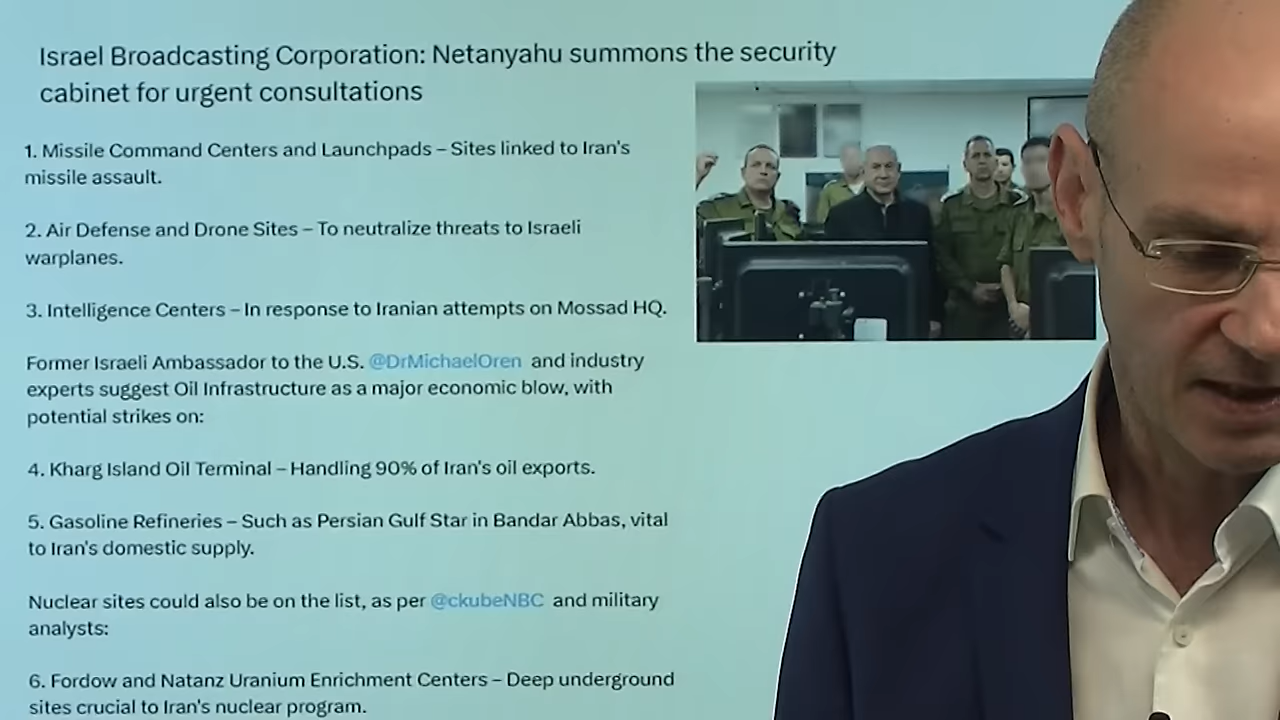 Israel Broadcasting Corporation: Netanyahu summons the security
cabinet for urgent consultations
1. Missile Command Centers and Launchpads – Sites linked to Iran's
missile assault.
2. Air Defense and Drone Sites – To neutralize threats to Israeli
warplanes.
3. Intelligence Centers – In response to Iranian attempts on Mossad HQ.
Former Israeli Ambassador to the U.S. @DrMichaelOren and industry
experts suggest Oil Infrastructure as a major economic blow, with
potential strikes on:
4. Kharg Island Oil Terminal – Handling 90% of Iran's oil exports.
5. Gasoline Refineries – Such as Persian Gulf Star in Bandar Abbas, vital
to Iran's domestic supply.
Nuclear sites could also be on the list, as per @ckubeNBC and military
analysts:
6. Fordow and Natanz Uranium Enrichment Centers – Deep underground
sites crucial to Iran's nuclear program.